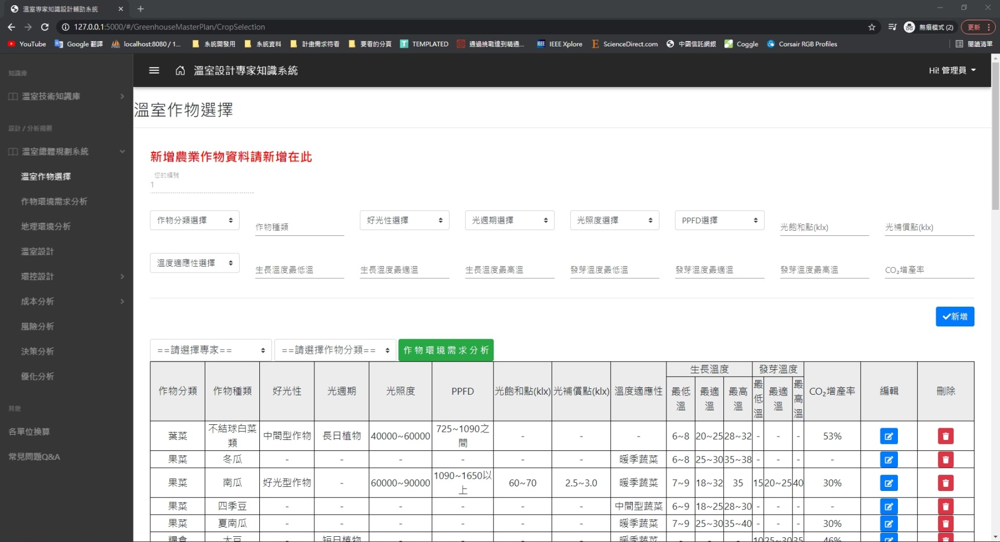 溫室專家知識設計輔助系統
127.0.0.1:5000/#/GreenhouseMasterPlan/CropSelection
無痕模式 (2)
更新
YouTube
Google 翻譯
localhost:8080 / 1...
系統開發用
系統資料
計畫需求待看
要看的分頁
TEMPLATED
通過挑戰達到精通...
IEEE Xplore
ScienceDirect.com
中國信託網銀
Coggle
Corsair RGB Profiles
閱讀清單
知識庫
溫室技術知識庫
設計 / 分析規劃
溫室總體規劃系統
溫室作物選擇
作物環境需求分析
地理環境分析
溫室設計
環控設計
成本分析
風險分析
決策分析
優化分析
其他
各單位換算
常見問題Q&A
溫室設計專家知識系統
Hi! 管理員
溫室作物選擇
新增農業作物資料請新增在此
您的編號
1
作物分類選擇 作物種類 好光性選擇 光週期選擇 光照度選擇 PPFD選擇 光飽和點(klx) 光補償點(klx)
溫度適應性選擇 生長溫度最低溫 生長溫度最適溫 生長溫度最高溫 發芽溫度最低溫 發芽溫度最適溫 發芽溫度最高溫 CO₂增產率
新增
==請選擇專家== ==請選擇作物分類== 作物環境需求分析
作物分類 作物種類 好光性 光週期 光照度 PPFD 光飽和點(klx) 光補償點(klx) 溫度適應性 生長溫度 發芽溫度 CO₂增產率 編輯 刪除
最低溫 最適溫 最高溫 最低溫 最適溫 最高溫
葉菜 不結球白菜類 中間型作物 長日植物 40000~60000 725~1090之間 - - - 6~8 20~25 28~32 - - - 53%
果菜 冬瓜 - - - - - - 暖季蔬菜 6~8 25~30 35~38 - - - -
果菜 南瓜 好光型作物 - 60000~90000 1090~1650以上 60~70 2.5~3.0 暖季蔬菜 7~9 18~32 35 15 20~25 40 30%
果菜 四季豆 - - - - - - 中間型蔬菜 6~9 18~25 28~30 - - - -
果菜 夏南瓜 - - - - - - 暖季蔬菜 7~9 25~30 35~40 - - - 30%
糧食 大豆 - 短日植物 - - - - 暖季蔬菜 - - - 10 25~30 35 46%